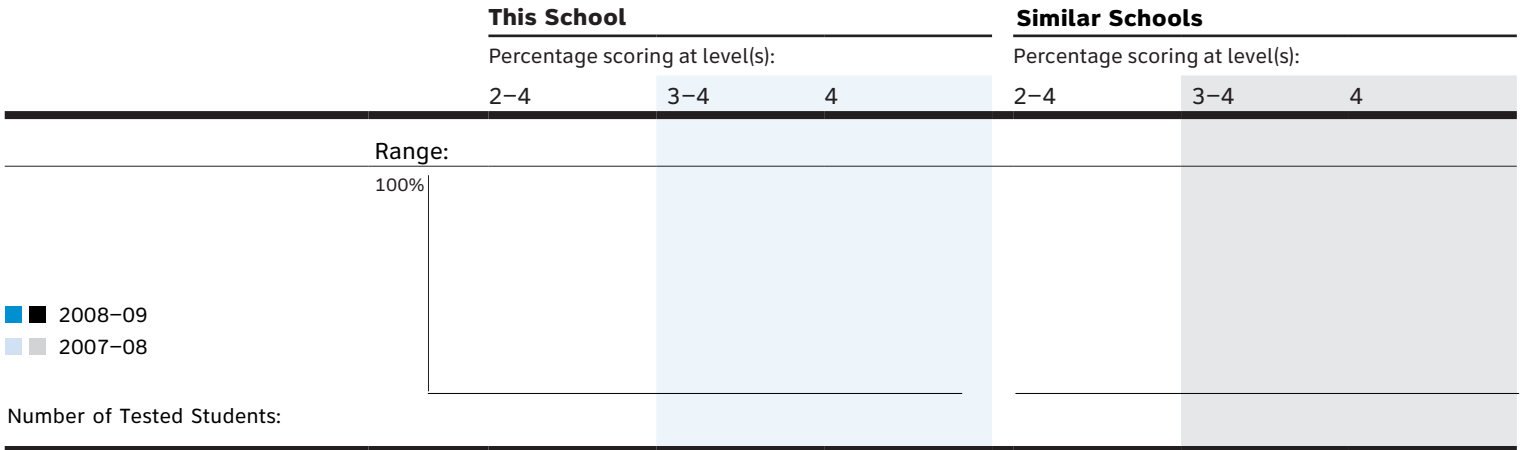 This School Similar Schools
Percentage scoring at level(s): Percentage scoring at level(s):
2–4 3–4 4 2–4 3–4 4
Range:
100%
2008–09
2007–08
Number of Tested Students: